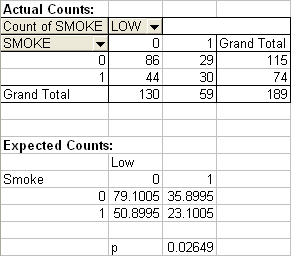 Actual Counts:
Count of SMOKE LOW
SMOKE 0 1 Grand Total
0 86 29 115
1 44 30 74
Grand Total 130 59 189
Expected Counts:
Low
Smoke 0 1
0 79.1005 35.8995
1 50.8995 23.1005
p 0.02649